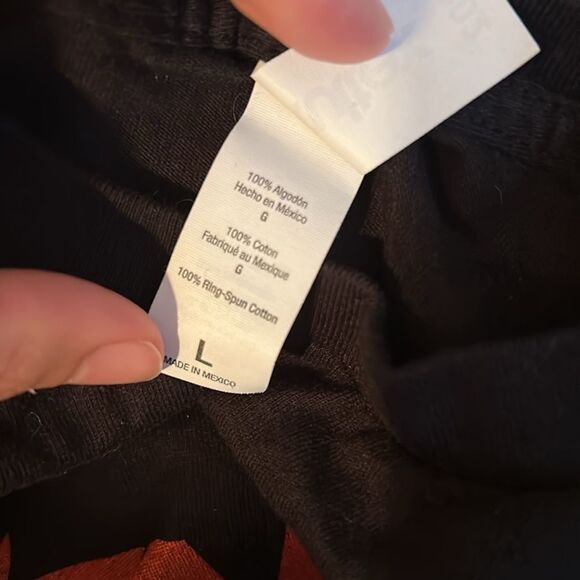 100% Algodón
Hecho en México
G
100% Coton
Fabriqué au Mexique
G
100% Ring-Spun Cotton
L
MADE IN MEXICO